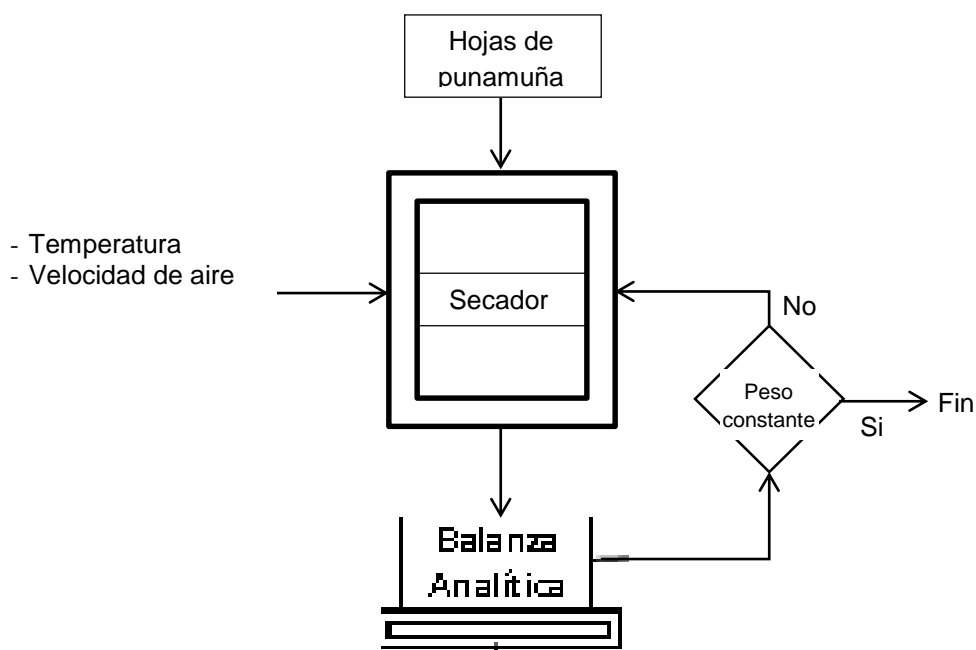 Hojas de
punamuña
- Temperatura
- Velocidad de aire
Secador
No
Peso
constante
Si
Fin
Balanza
Analítica